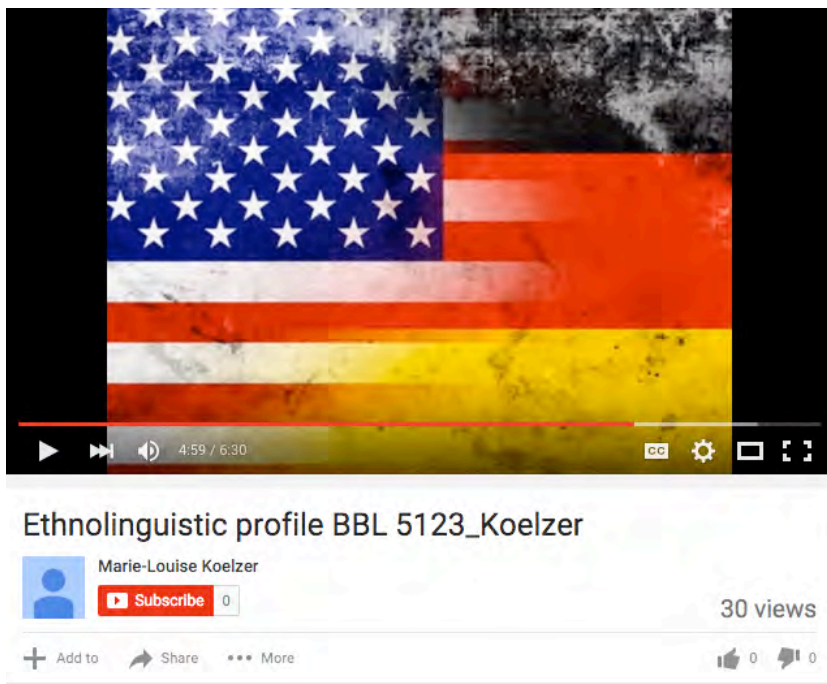 4:59 / 6:30
CC
Ethnolinguistic profile BBL 5123_Koelzer
Marie-Louise Koelzer
Subscribe 0
30 views
Add to Share More 0 0